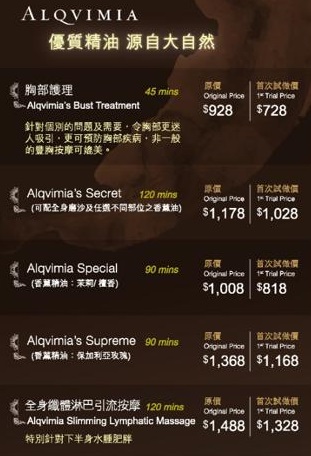 ALQVIMIA
優質精油 源自大自然
胸部護理 45 mins
Alqvimia's Bust Treatment
原價 首次試做價
Original Price 1st Trial Price
$928 $728
針對個別的問題及需要，令胸部更迷
人吸引，更可預防胸部疾病，非一般
的豐胸按摩可媲美。
Alqvimia's Secret 120 mins
(可配全身磨沙及任選不同部位之香薰油)
原價 首次試做價
Original Price 1st Trial Price
$1,178 $1,028
Alqvimia Special 90 mins
(香薰精油：茉莉/檀香)
原價 首次試做價
Original Price 1st Trial Price
$1,008 $818
Alqvimia's Supreme 90 mins
(香薰精油：保加利亞玫瑰)
原價 首次試做價
Original Price 1st Trial Price
$1,368 $1,168
全身纖體淋巴引流按摩 120 mins
Alqvimia Slimming Lymphatic Massage
原價 首次試做價
Original Price 1st Trial Price
$1,488 $1,328
特別針對下半身水腫肥胖